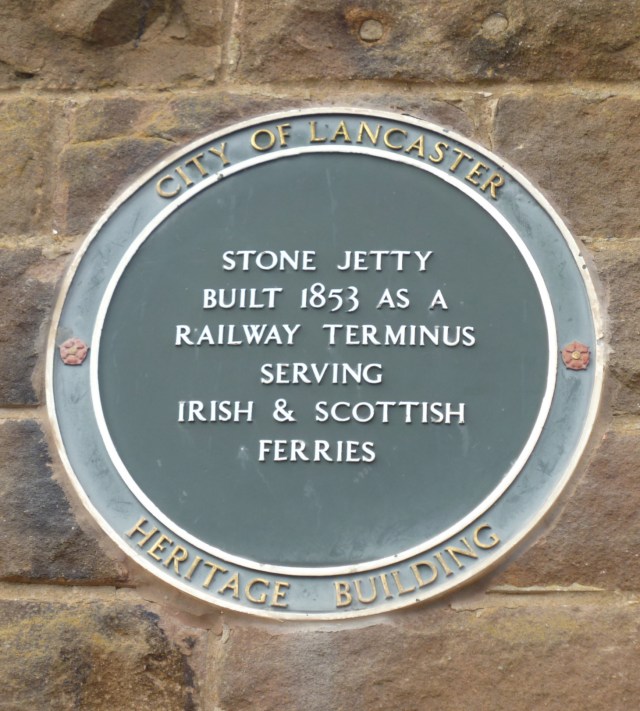 CITY OF LANCASTER
STONE JETTY
BUILT 1853 AS A
RAILWAY TERMINUS
SERVING
IRISH & SCOTTISH
FERRIES
HERITAGE BUILDING